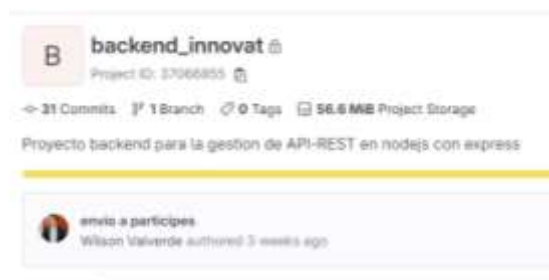 B
backend_innovat
Project ID: 37066855
31 Commits 1 Branch 0 Tags 56.6 MiB Project Storage
Proyecto backend para la gestion de API-REST en nodejs con express
envio a participes
Wilson Valverde authored 3 weeks ago